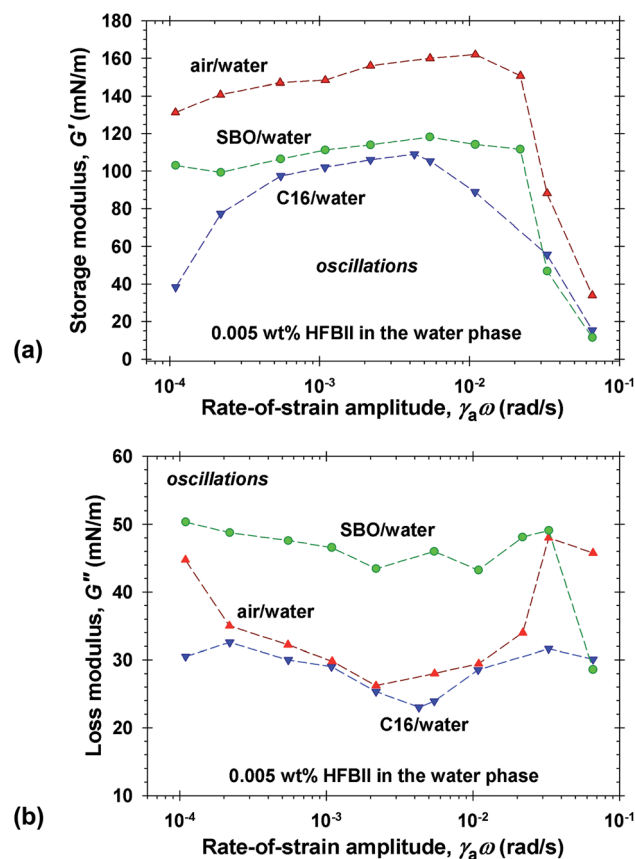 160
140
120
100
80
60
40
20
0
Storage modulus, G′ (mN/m)
air/water
SBO/water
C16/water
oscillations
0.005 wt% HFBII in the water phase
(a)
10⁻⁴
10⁻³
10⁻²
10⁻¹
Rate-of-strain amplitude, γₐω (rad/s)
60
50
40
30
20
10
Loss modulus, G″ (mN/m)
oscillations
SBO/water
air/water
C16/water
0.005 wt% HFBII in the water phase
(b)
10⁻⁴
10⁻³
10⁻²
10⁻¹
Rate-of-strain amplitude, γₐω (rad/s)